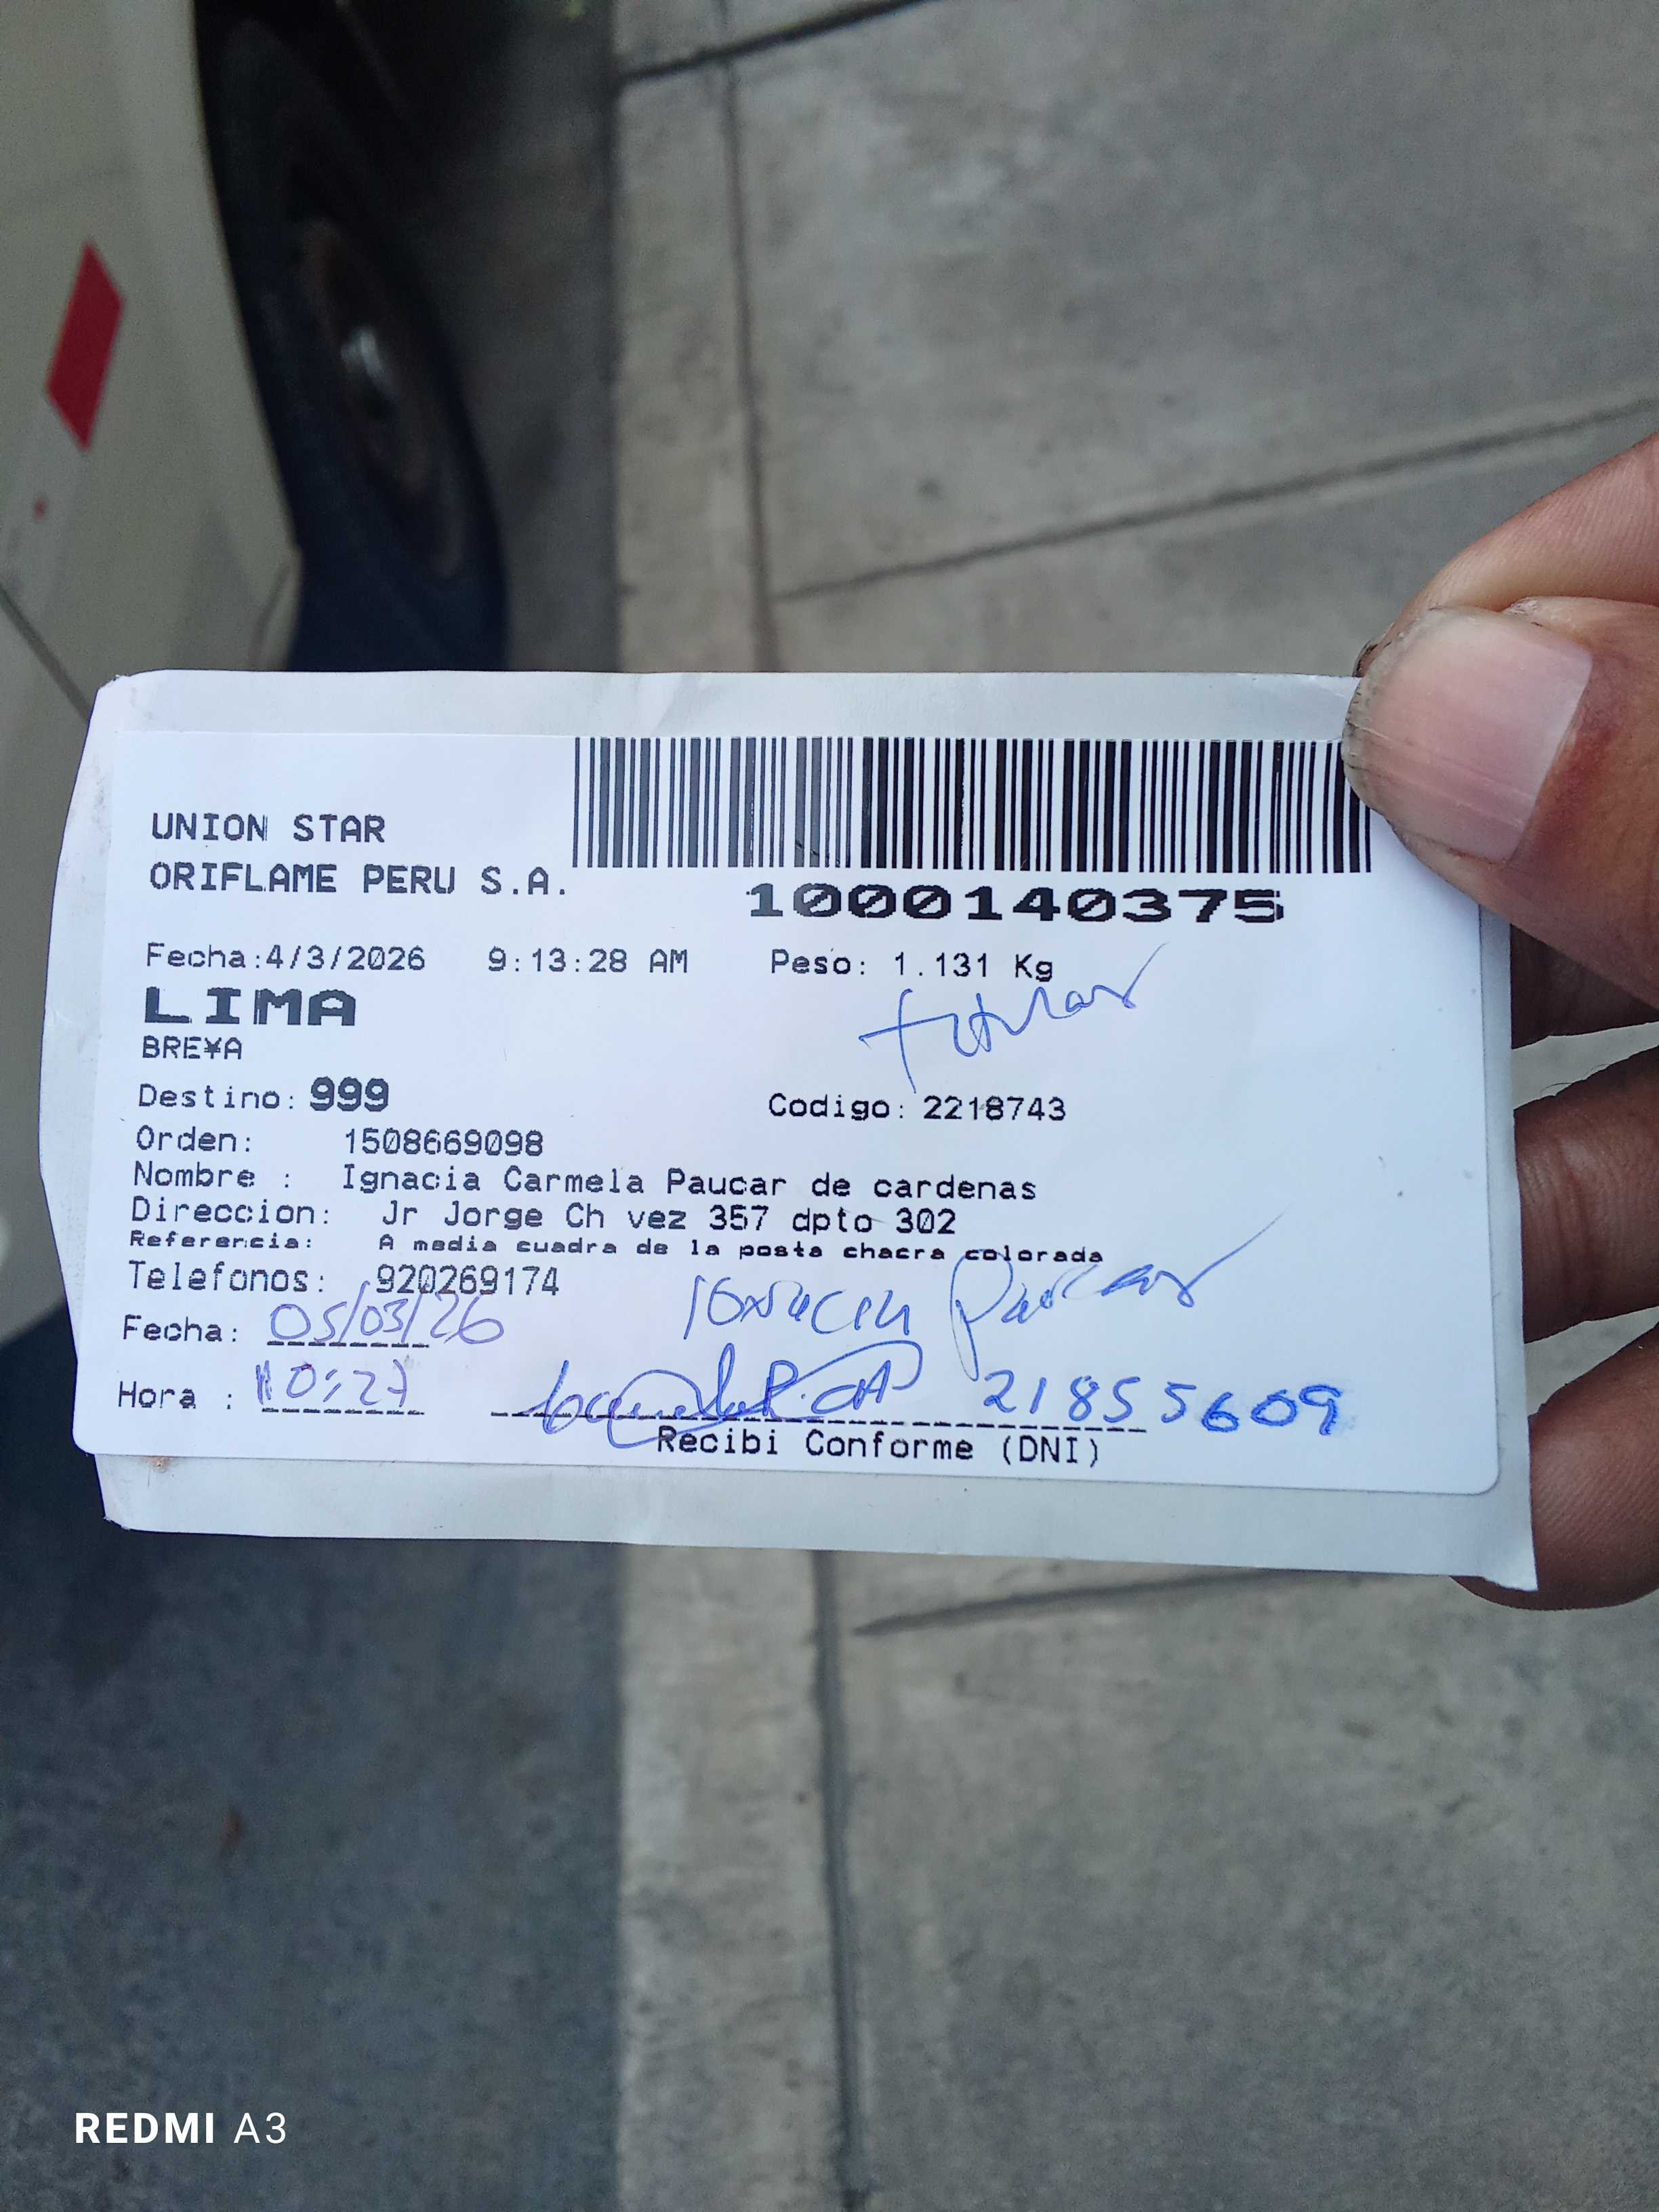 UNION STAR
ORIFLAME PERU S.A.
1000140375
Fecha:4/3/2026 9:13:28 AM Peso: 1.131 Kg
LIMA
BRE¥A
Destino: 999 Codigo: 2218743
Orden: 1508669098
Nombre : Ignacia Carmela Paucar de cardenas
Direccion: Jr Jorge Ch vez 357 dpto 302
Referencia: A media cuadra de la posta chacra colorada
Telefonos: 920269174
Ignacia Paucar
Fecha: 05/03/26
Hora : 10:27 21855609
Recibi Conforme (DNI)
REDMI A3